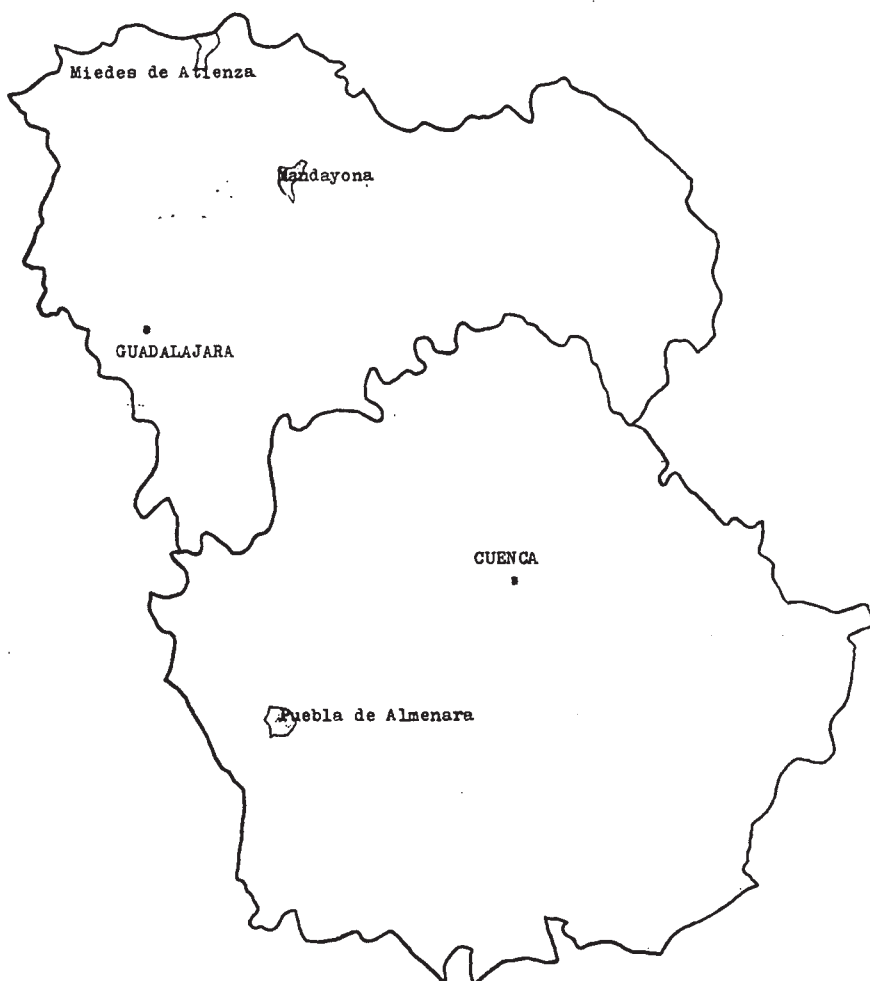 Miedes de Atienza
Mandayona
GUADALAJARA
CUENCA
Puebla de Almenara